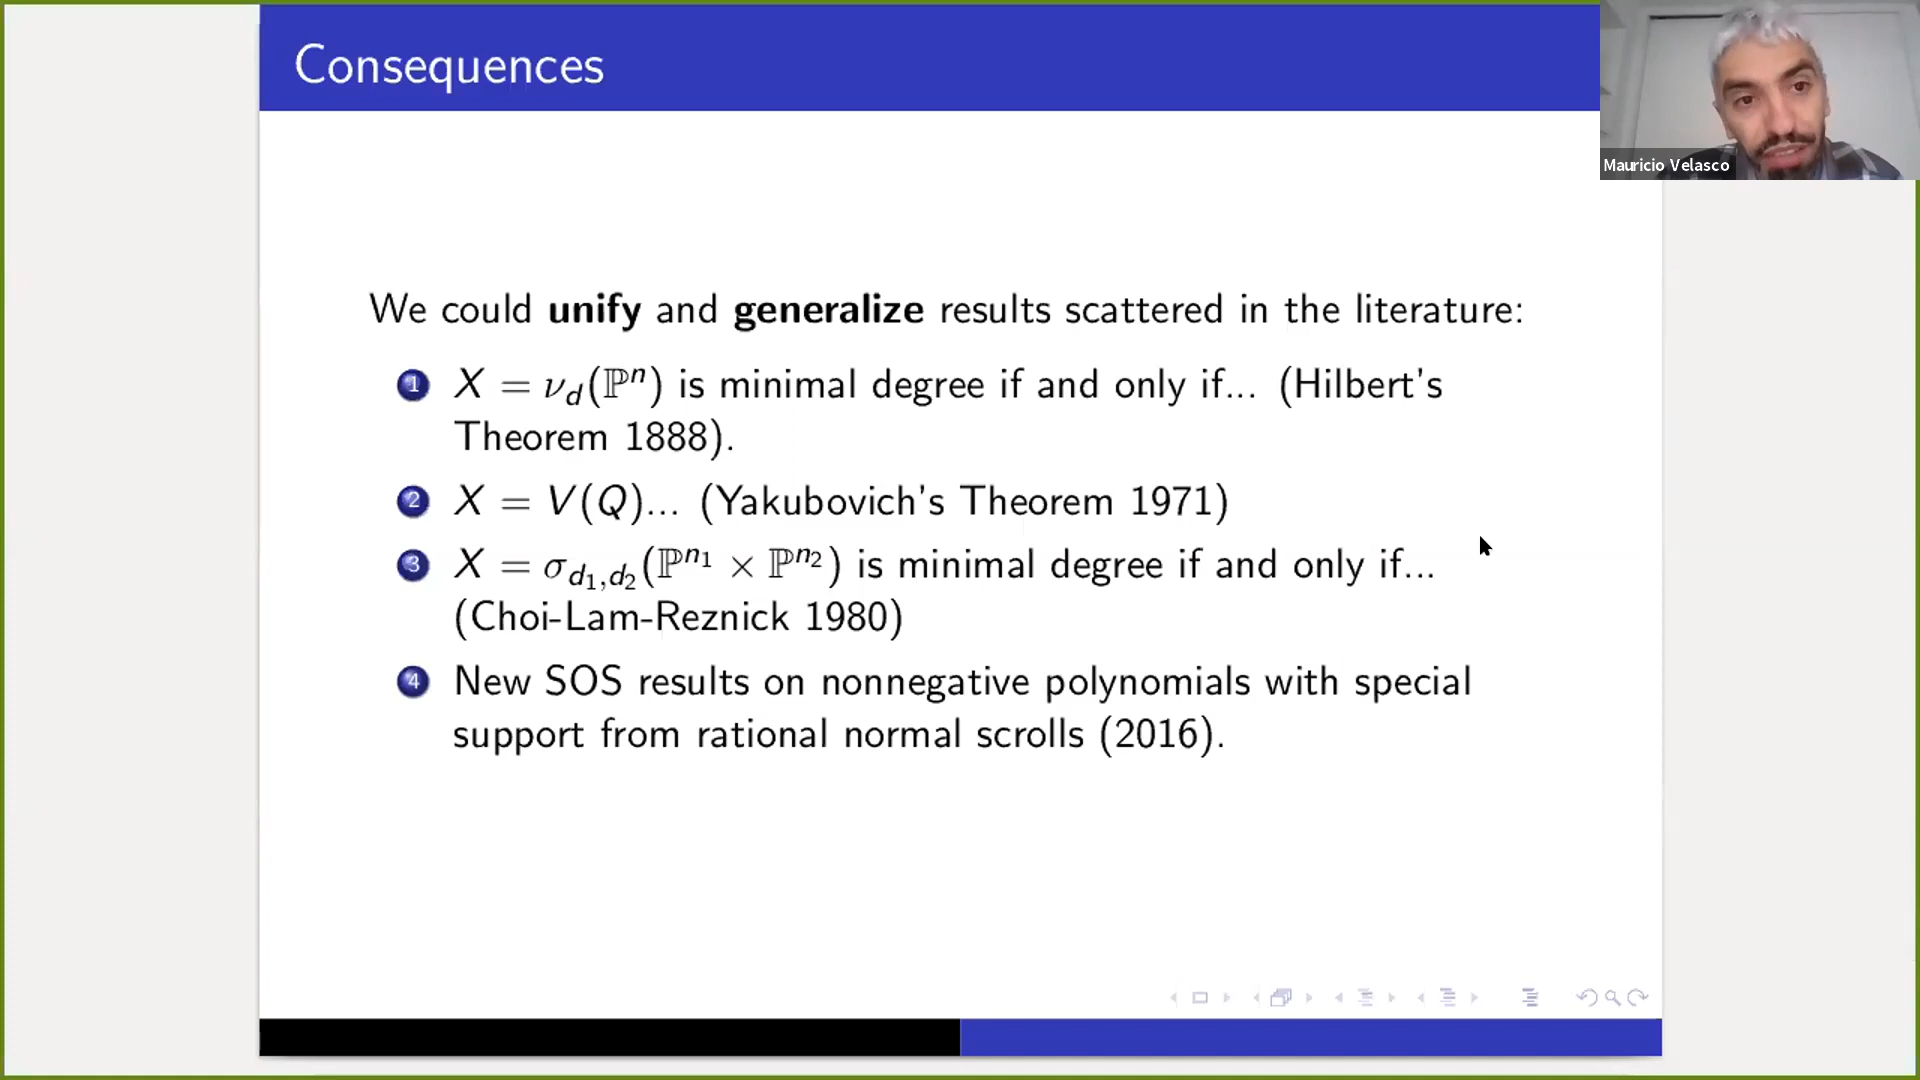 Consequences
Mauricio Velasco
We could unify and generalize results scattered in the literature:
1 X = ν_d(ℙ^n) is minimal degree if and only if... (Hilbert's
Theorem 1888).
2 X = V(Q)... (Yakubovich's Theorem 1971)
3 X = σ_{d_1,d_2}(ℙ^{n_1} × ℙ^{n_2}) is minimal degree if and only if...
(Choi-Lam-Reznick 1980)
4 New SOS results on nonnegative polynomials with special
support from rational normal scrolls (2016).